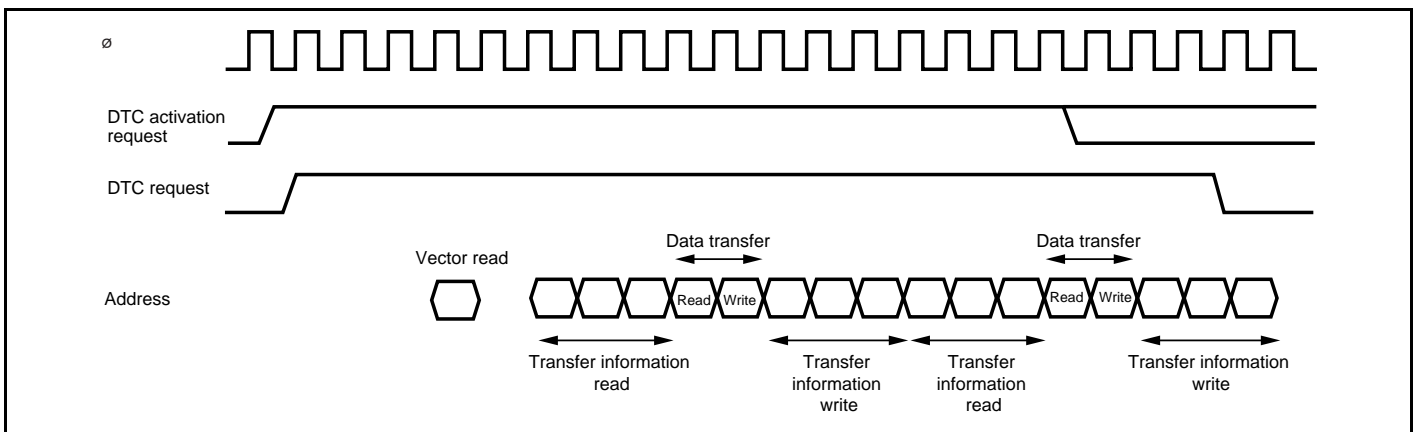 ø
DTC activation
request
DTC request
Data transfer
Data transfer
Vector read
Address
Read
Write
Read
Write
Transfer information
read
Transfer
information
write
Transfer
information
read
Transfer information
write